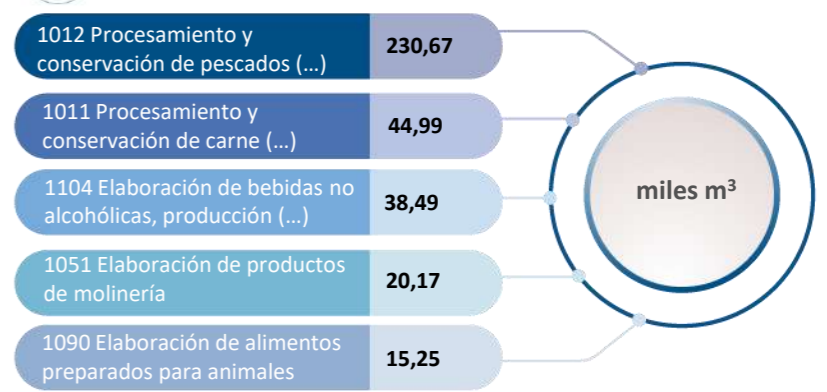 1012 Procesamiento y
conservación de pescados (...)
230,67
1011 Procesamiento y
conservación de carne (...)
44,99
1104 Elaboración de bebidas no
alcohólicas, producción (...)
38,49
1051 Elaboración de productos
de molinería
20,17
1090 Elaboración de alimentos
preparados para animales
15,25
miles m³